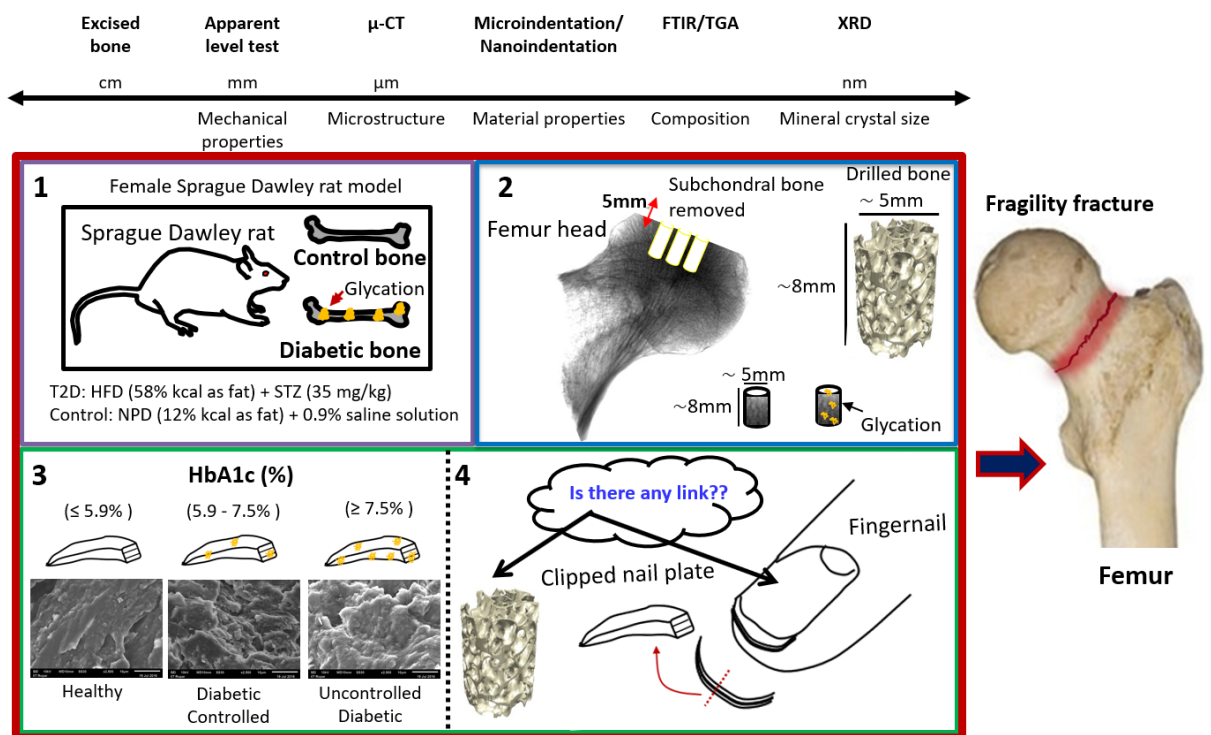 Excised
bone
Apparent
level test
μ-CT
Microindentation/
Nanoindentation
FTIR/TGA
XRD
cm
mm
μm
nm
Mechanical
properties
Microstructure
Material properties
Composition
Mineral crystal size
1
Female Sprague Dawley rat model
Sprague Dawley rat
Control bone
Glycation
Diabetic bone
T2D: HFD (58% kcal as fat) + STZ (35 mg/kg)
Control: NPD (12% kcal as fat) + 0.9% saline solution
2
5mm
Subchondral bone
removed
Femur head
Drilled bone
~ 5mm
~8mm
~ 5mm
~8mm
Glycation
3
HbA1c (%)
(≤ 5.9% )
(5.9 - 7.5% )
(≥ 7.5% )
Healthy
Diabetic
Controlled
Uncontrolled
Diabetic
4
Is there any link??
Fingernail
Clipped nail plate
Fragility fracture
Femur